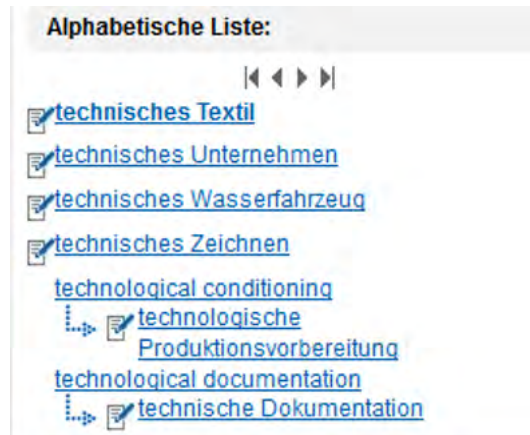 Alphabetische Liste:
technisches Textil
technisches Unternehmen
technisches Wasserfahrzeug
technisches Zeichnen
technological conditioning
technologische
Produktionsvorbereitung
technological documentation
technische Dokumentation